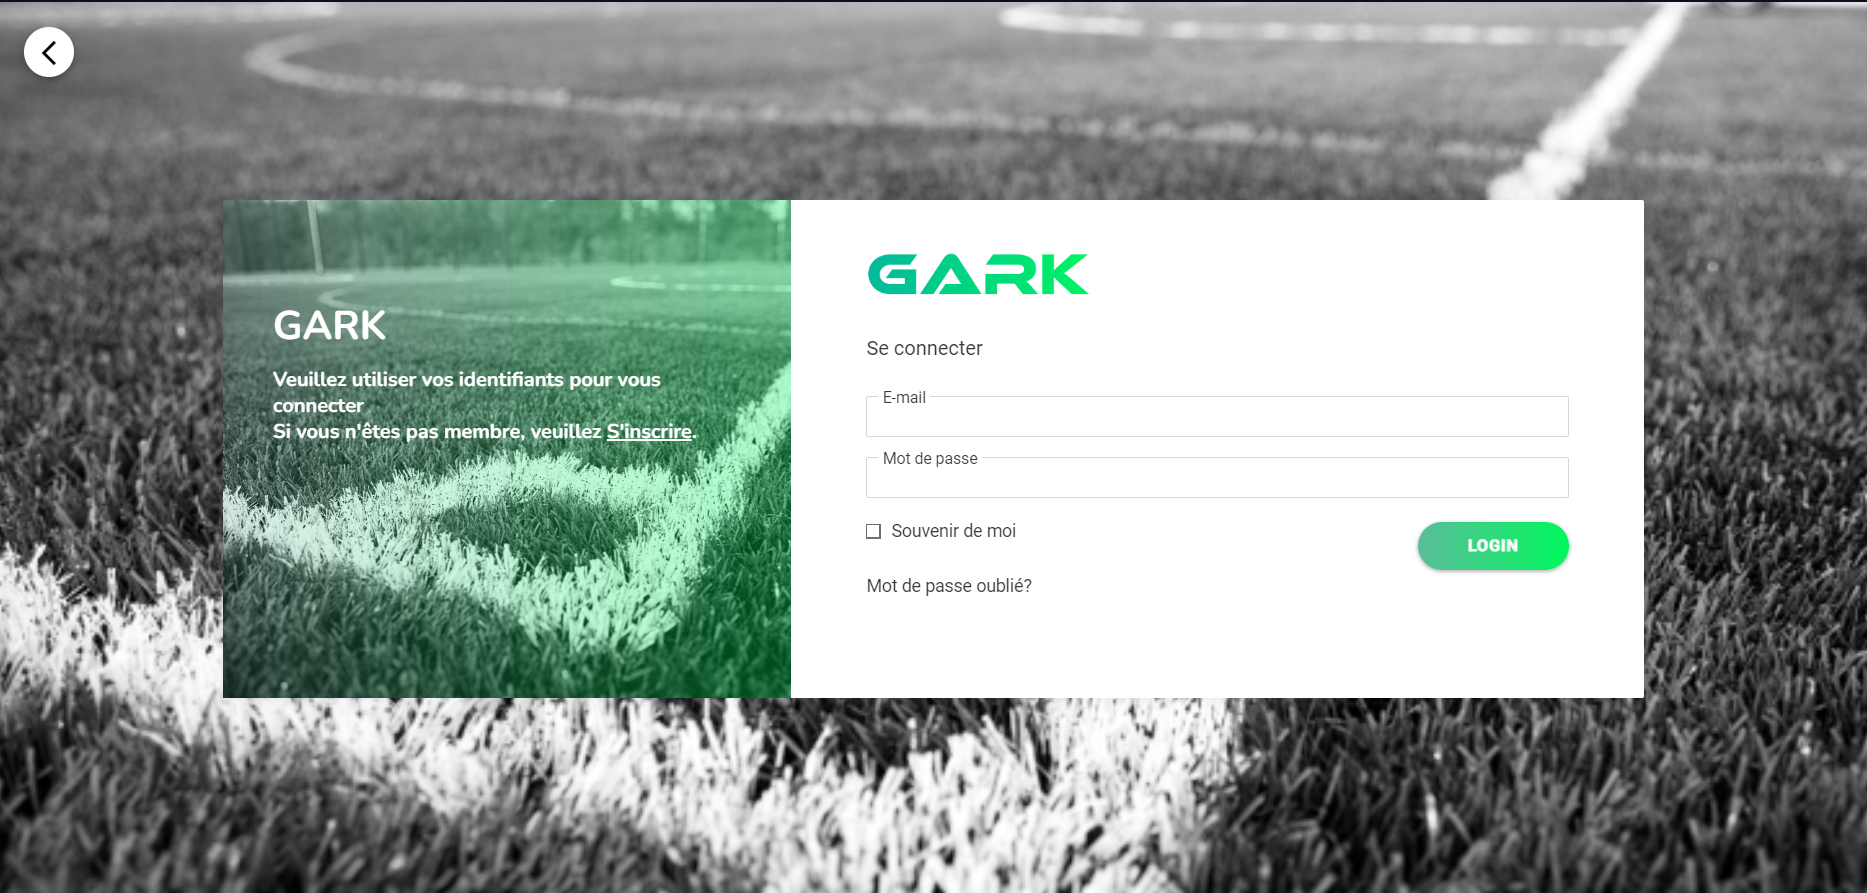 GARK
Veuillez utiliser vos identifiants pour vous
connecter
Si vous n'êtes pas membre, veuillez S'inscrire.
GARK
Se connecter
E-mail
Mot de passe
Souvenir de moi
LOGIN
Mot de passe oublié?